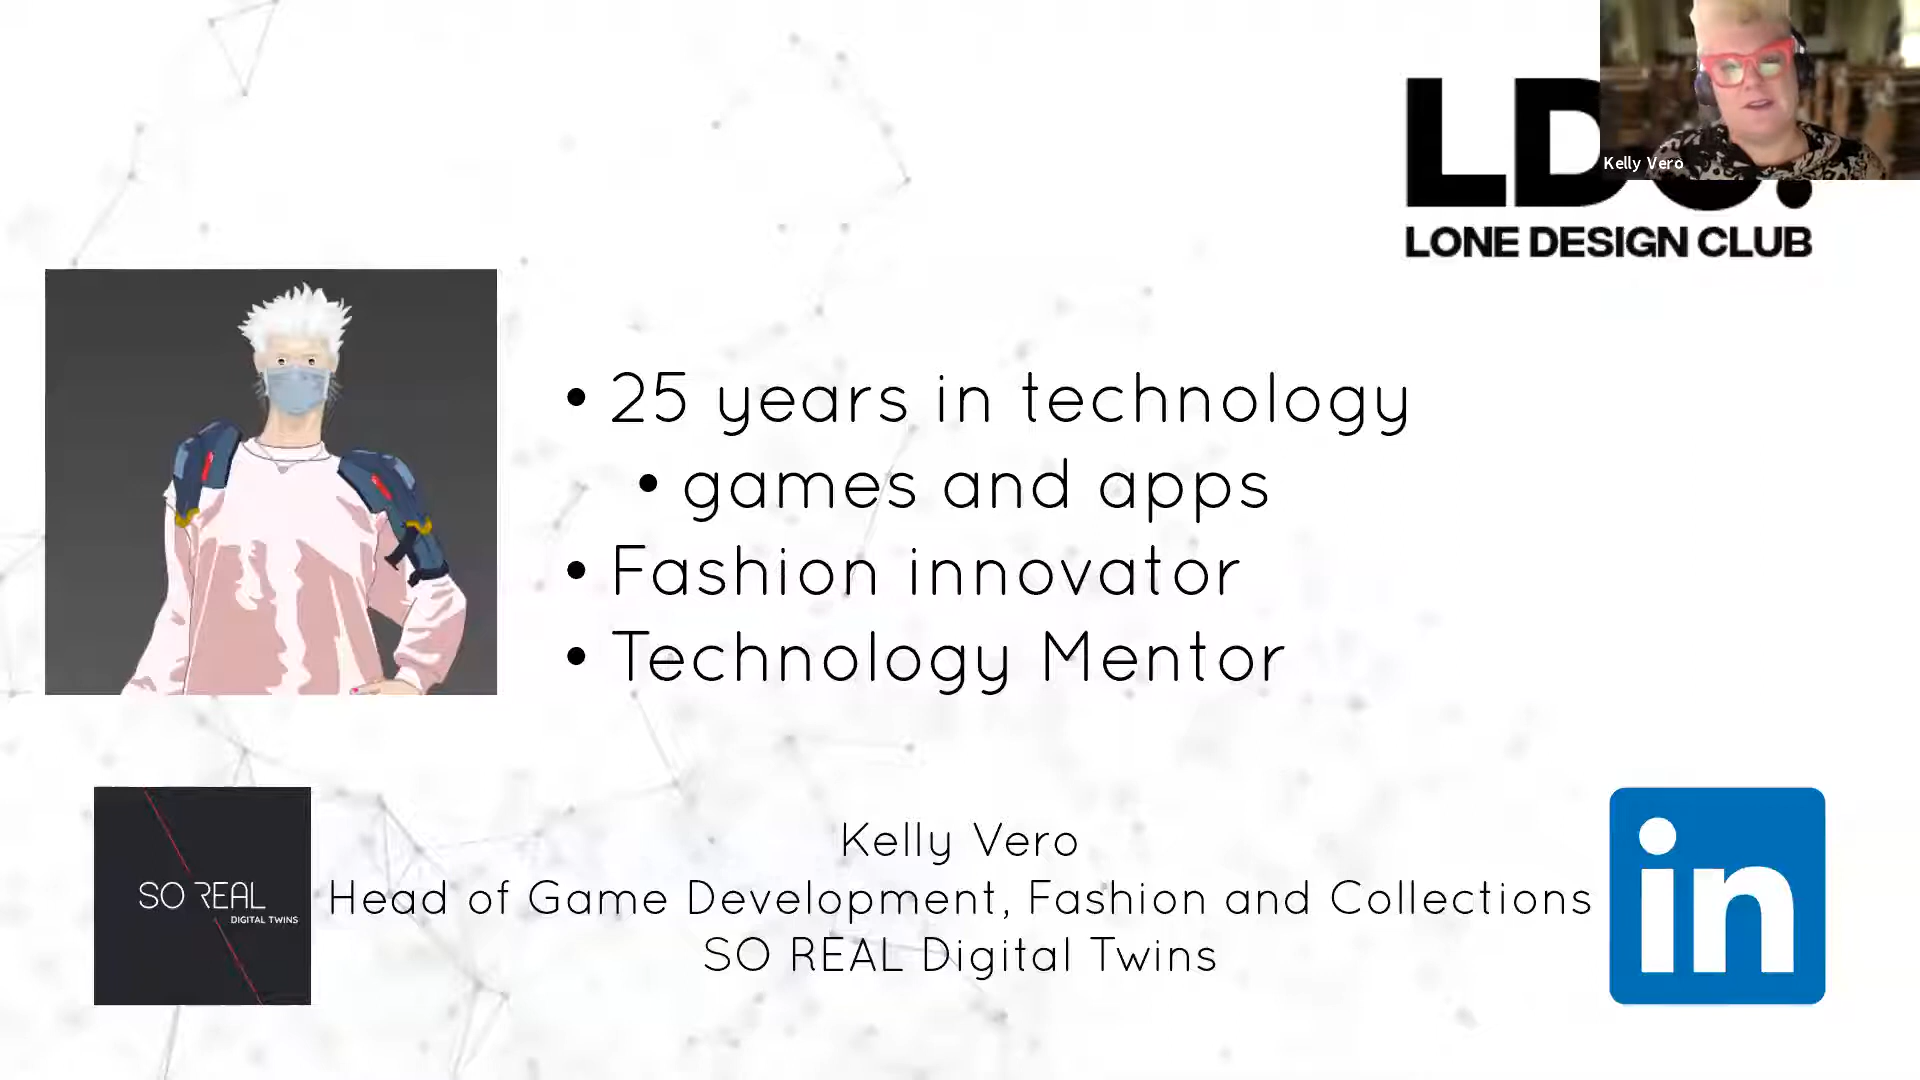 Kelly Vero
LONE DESIGN CLUB
• 25 years in technology
• games and apps
• Fashion innovator
• Technology Mentor
SO REAL
DIGITAL TWINS
Kelly Vero
Head of Game Development, Fashion and Collections
SO REAL Digital Twins
in